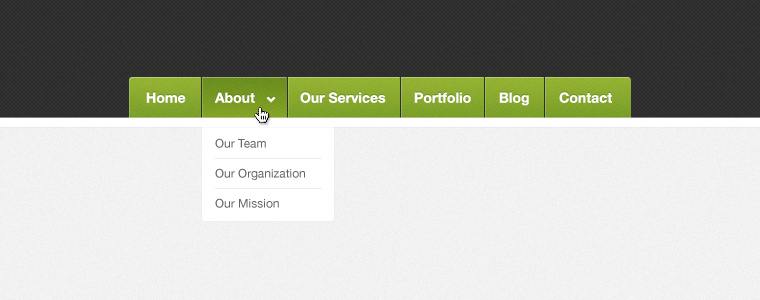 Home About Our Services Portfolio Blog Contact
Our Team
Our Organization
Our Mission